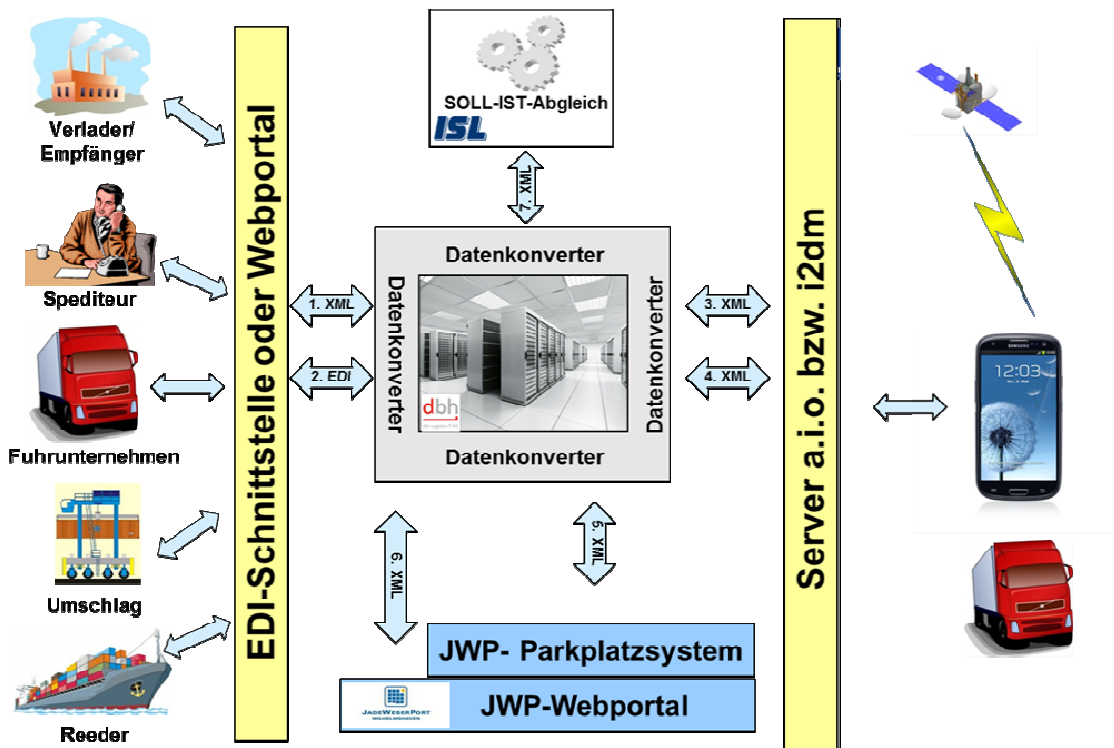 Verlader/
Empfänger
Spediteur
Fuhrunternehmen
Umschlag
Reeder
EDI-Schnittstelle oder Webportal
SOLL-IST-Abgleich
ISL
7. XML
1. XML
2. EDI
Datenkonverter
Datenkonverter
Datenkonverter
Datenkonverter
dbh
3. XML
4. XML
6. XML
5. XML
JWP- Parkplatzsystem
JADEWESERPORT
WILHELMSHAVEN
JWP-Webportal
Server a.i.o. bzw. i2dm
SAMSUNG
12:03